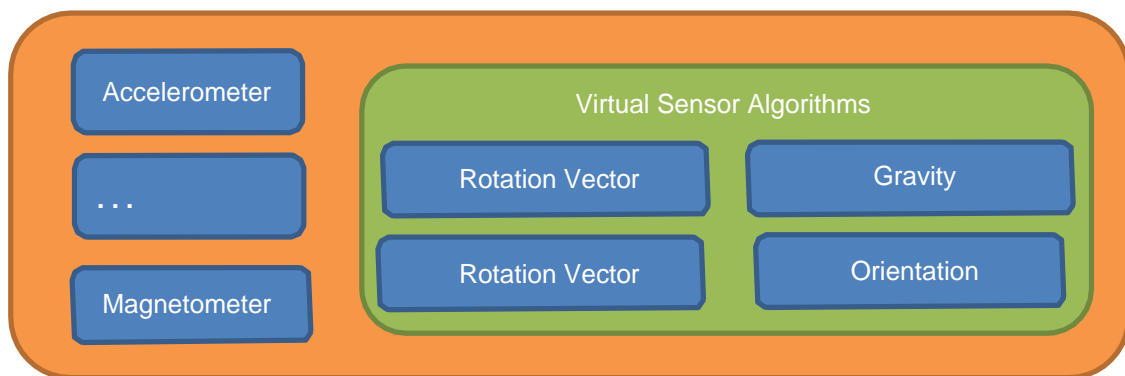 Accelerometer
...
Magnetometer
Virtual Sensor Algorithms
Rotation Vector
Gravity
Rotation Vector
Orientation